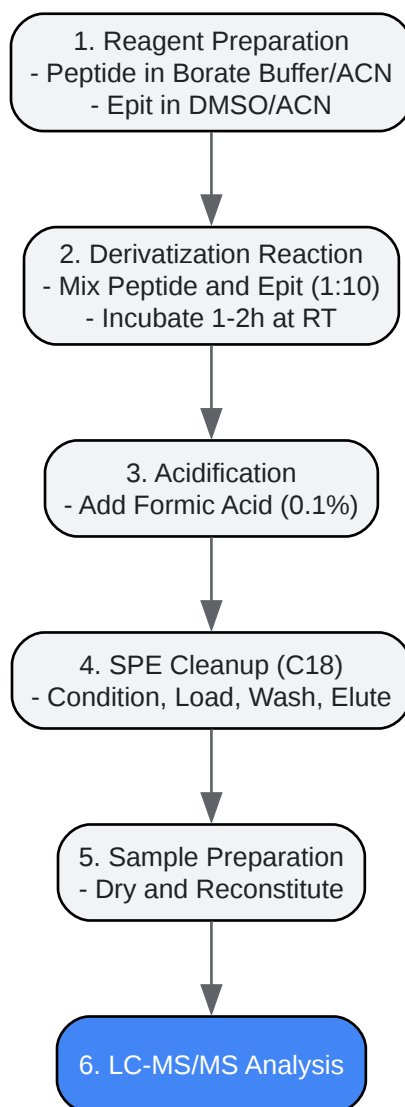 1. Reagent Preparation
- Peptide in Borate Buffer/ACN
- Epit in DMSO/ACN
2. Derivatization Reaction
- Mix Peptide and Epit (1:10)
- Incubate 1-2h at RT
3. Acidification
- Add Formic Acid (0.1%)
4. SPE Cleanup (C18)
- Condition, Load, Wash, Elute
5. Sample Preparation
- Dry and Reconstitute
6. LC-MS/MS Analysis